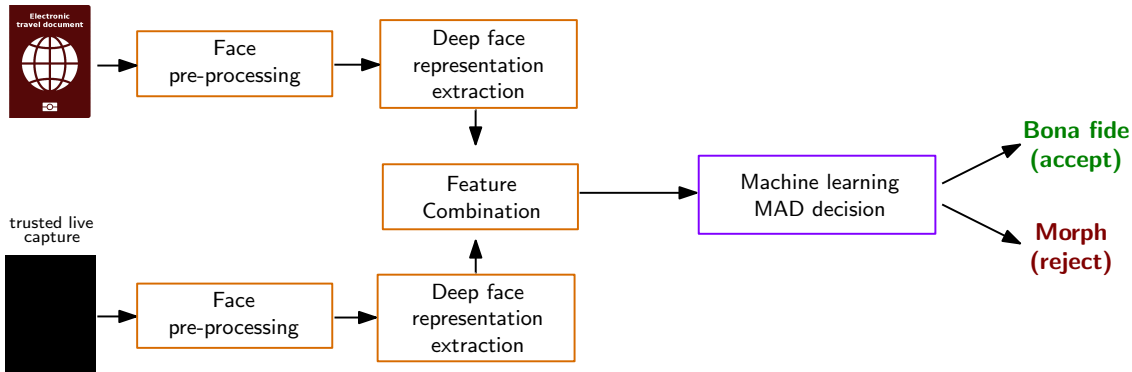 Electronic
travel document
Face
pre-processing
Deep face
representation
extraction
Feature
Combination
Machine learning
MAD decision
Bona fide
(accept)
Morph
(reject)
trusted live
capture
Face
pre-processing
Deep face
representation
extraction